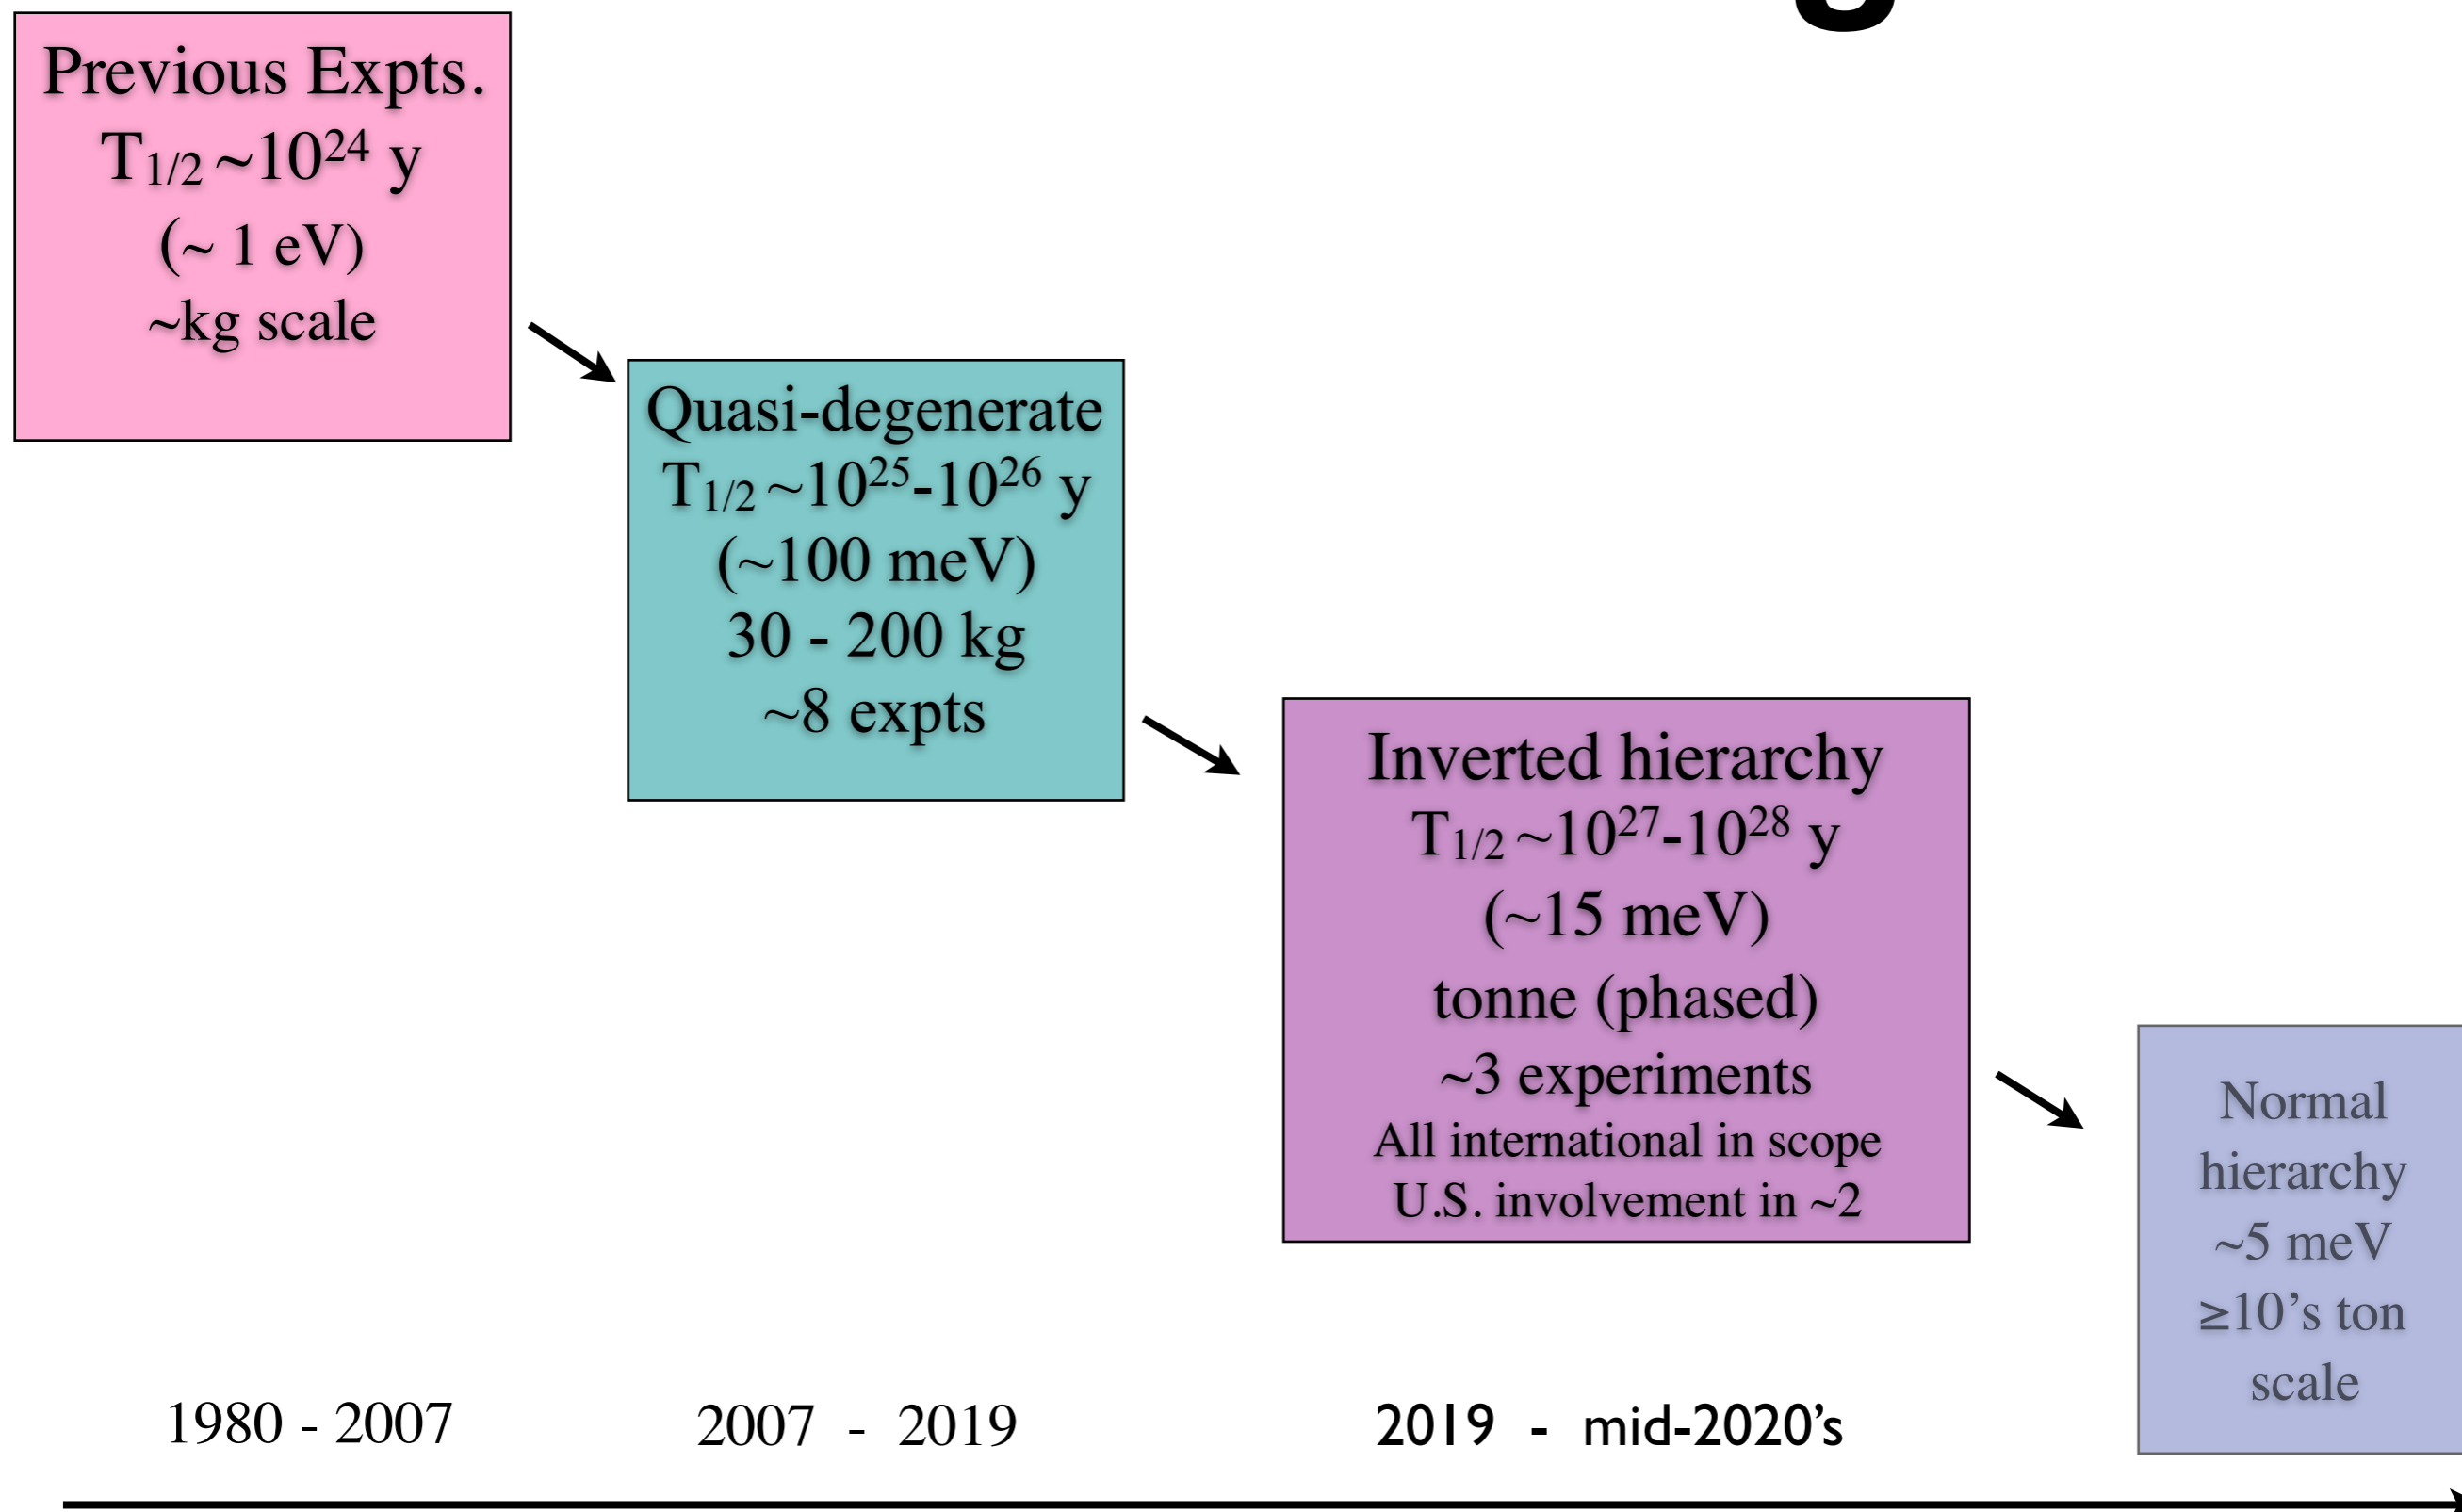 Previous Expts.
T1/2 ~10²⁴ y
(~ 1 eV)
~kg scale
Quasi-degenerate
T1/2 ~10²⁵-10²⁶ y
(~100 meV)
30 - 200 kg
~8 expts
Inverted hierarchy
T1/2 ~10²⁷-10²⁸ y
(~15 meV)
tonne (phased)
~3 experiments
All international in scope
U.S. involvement in ~2
Normal
hierarchy
~5 meV
≥10’s ton
scale
1980 - 2007
2007 - 2019
2019 - mid-2020’s